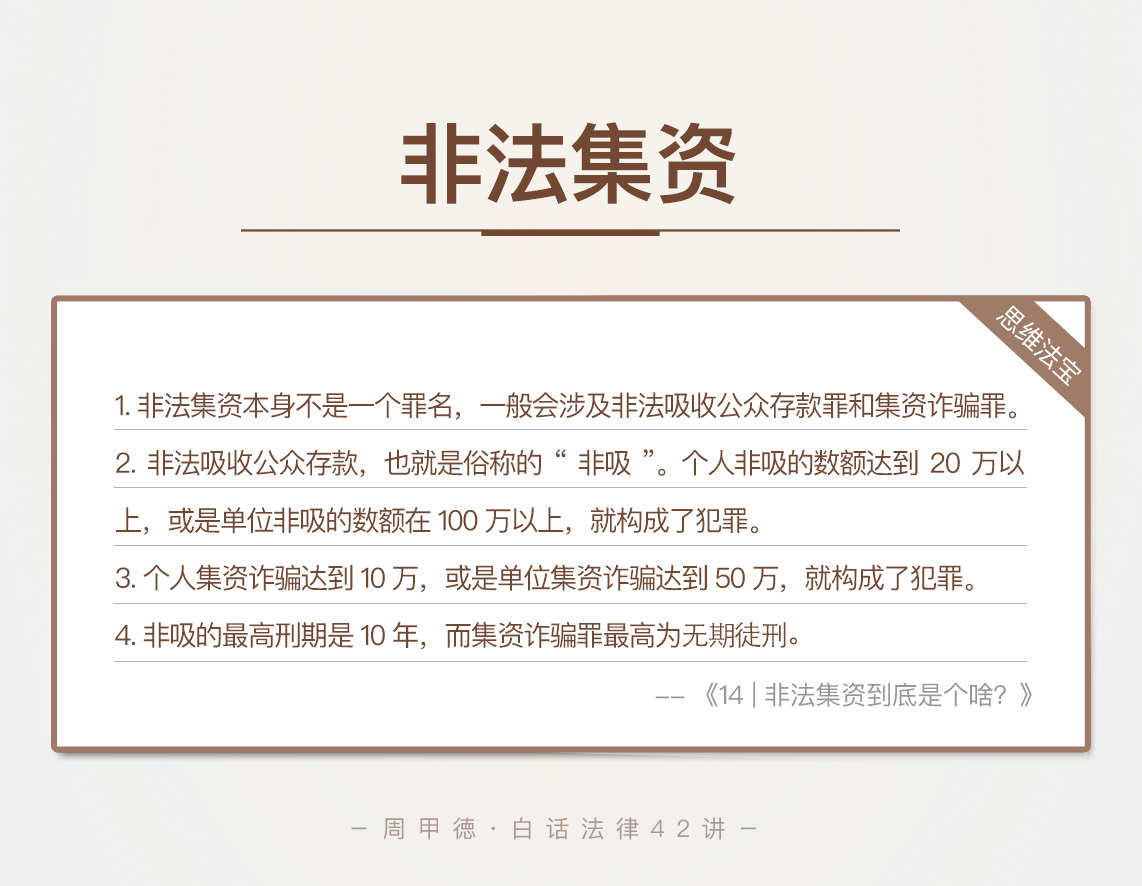 非法集资
思维法宝
1. 非法集资本身不是一个罪名，一般会涉及非法吸收公众存款罪和集资诈骗罪。
2. 非法吸收公众存款，也就是俗称的“ 非吸 ”。个人非吸的数额达到 20 万以
上，或是单位非吸的数额在 100 万以上，就构成了犯罪。
3. 个人集资诈骗达到 10 万，或是单位集资诈骗达到 50 万，就构成了犯罪。
4. 非吸的最高刑期是 10 年，而集资诈骗罪最高为无期徒刑。
-- 《14 | 非法集资到底是个啥？》
– 周甲德·白话法律42讲 –